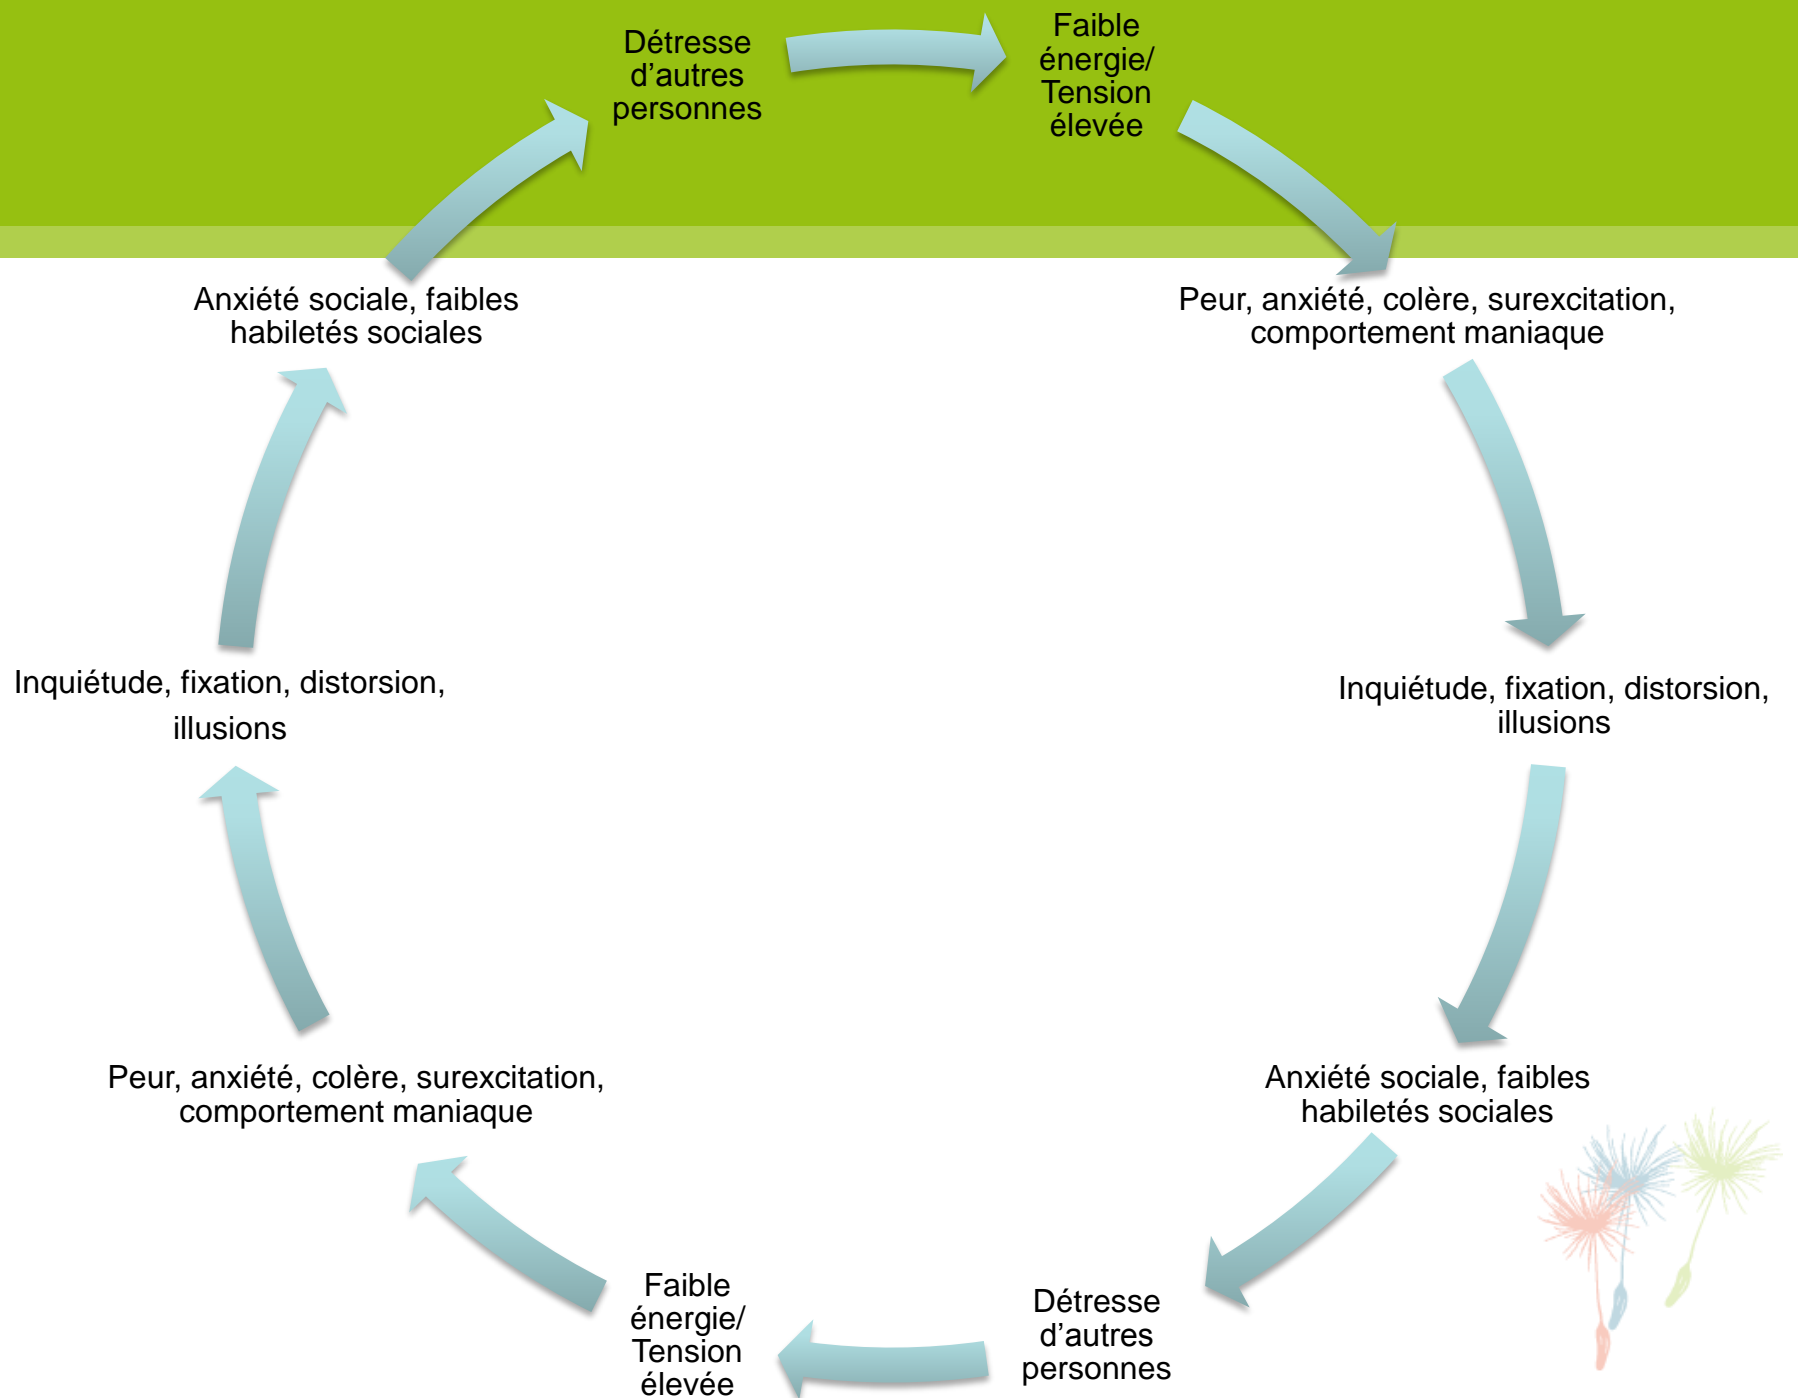 Détresse
d’autres
personnes
Faible
énergie/
Tension
élevée
Peur, anxiété, colère, surexcitation,
comportement maniaque
Inquiétude, fixation, distorsion,
illusions
Anxiété sociale, faibles
habiletés sociales
Détresse
d’autres
personnes
Faible
énergie/
Tension
élevée
Peur, anxiété, colère, surexcitation,
comportement maniaque
Inquiétude, fixation, distorsion,
illusions
Anxiété sociale, faibles
habiletés sociales